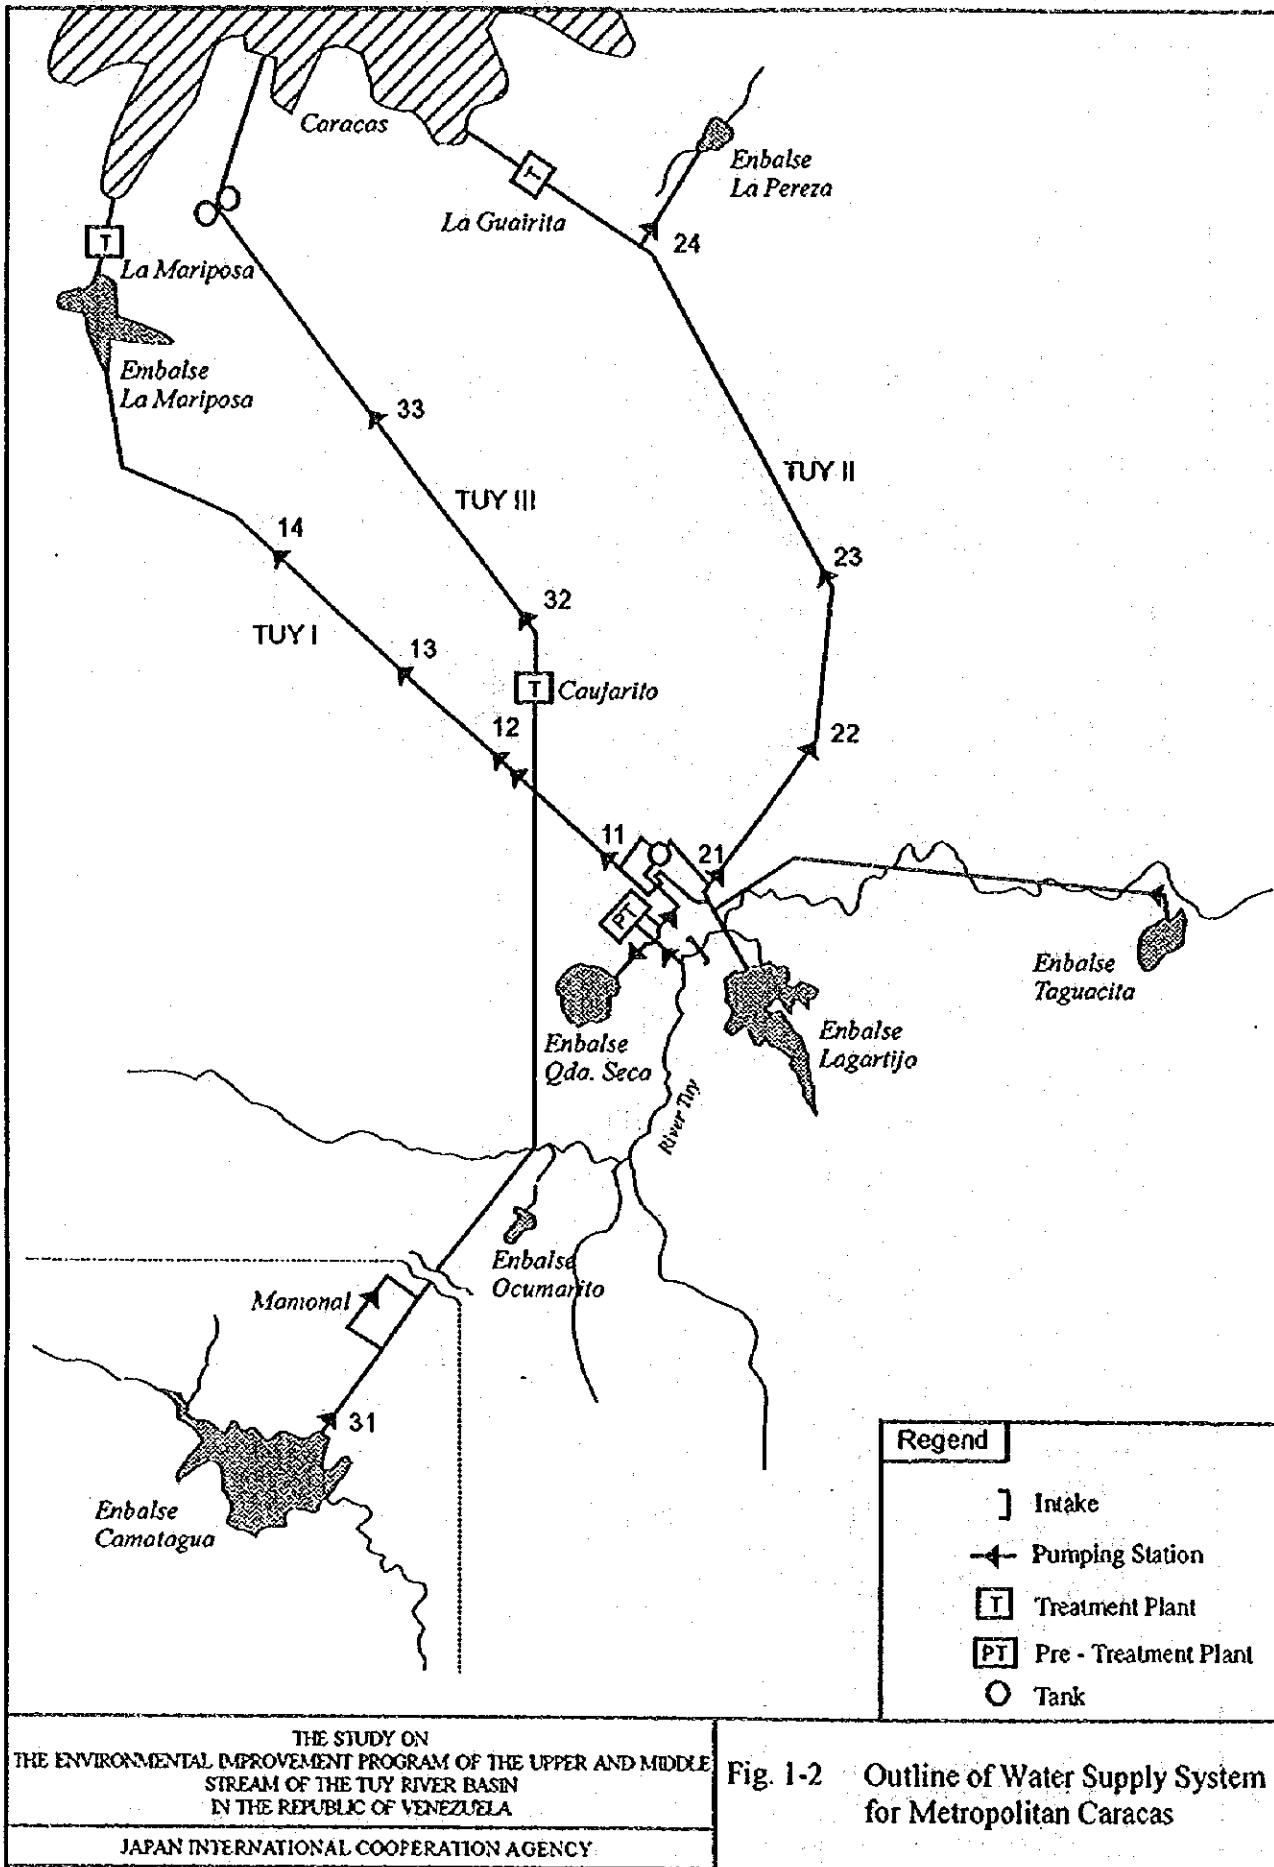 Caracas
Enbalse
La Pereza
T
La Guairita
24
T
La Mariposa
Embalse
La Mariposa
33
TUY II
TUY III
14
23
32
TUY I
13
T
Caujarito
12
22
11
21
PT
Enbalse
Taguacita
Enbalse
Qda. Seca
Enbalse
Lagartijo
River Tuy
Enbalse
Ocumarito
Mamonal
31
Enbalse
Camatagua
Regend
Intake
Pumping Station
T
Treatment Plant
PT
Pre - Treatment Plant
Tank
THE STUDY ON
THE ENVIRONMENTAL IMPROVEMENT PROGRAM OF THE UPPER AND MIDDLE
STREAM OF THE TUY RIVER BASIN
IN THE REPUBLIC OF VENEZUELA
JAPAN INTERNATIONAL COOPERATION AGENCY
Fig. 1-2 Outline of Water Supply System
for Metropolitan Caracas